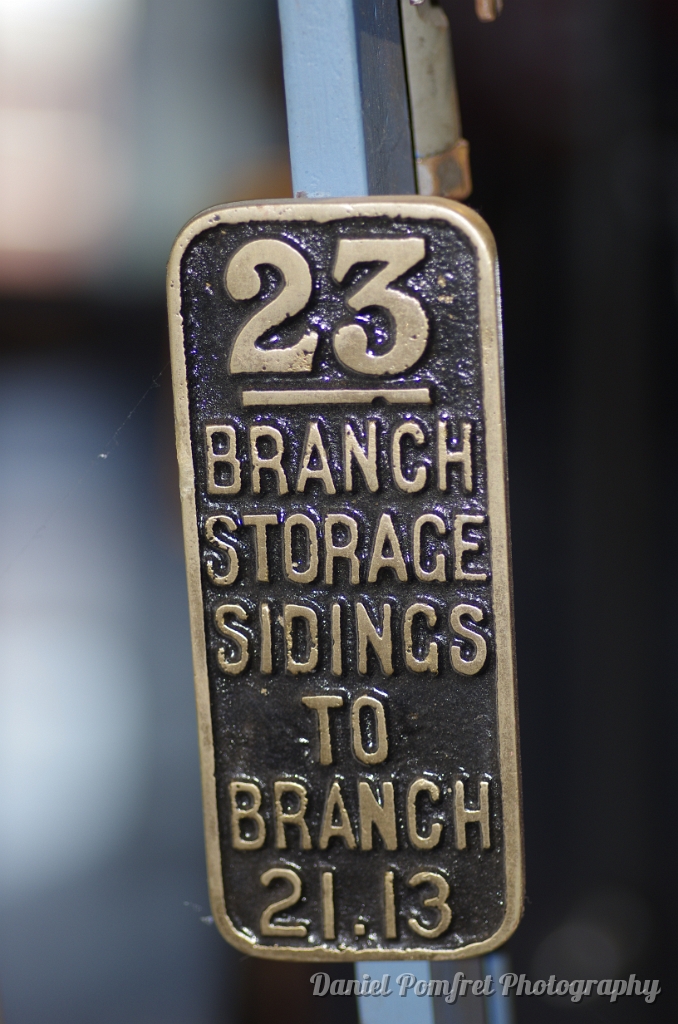 23
BRANCH
STORAGE
SIDINGS
TO
BRANCH
21.13
Daniel Pomfret Photography